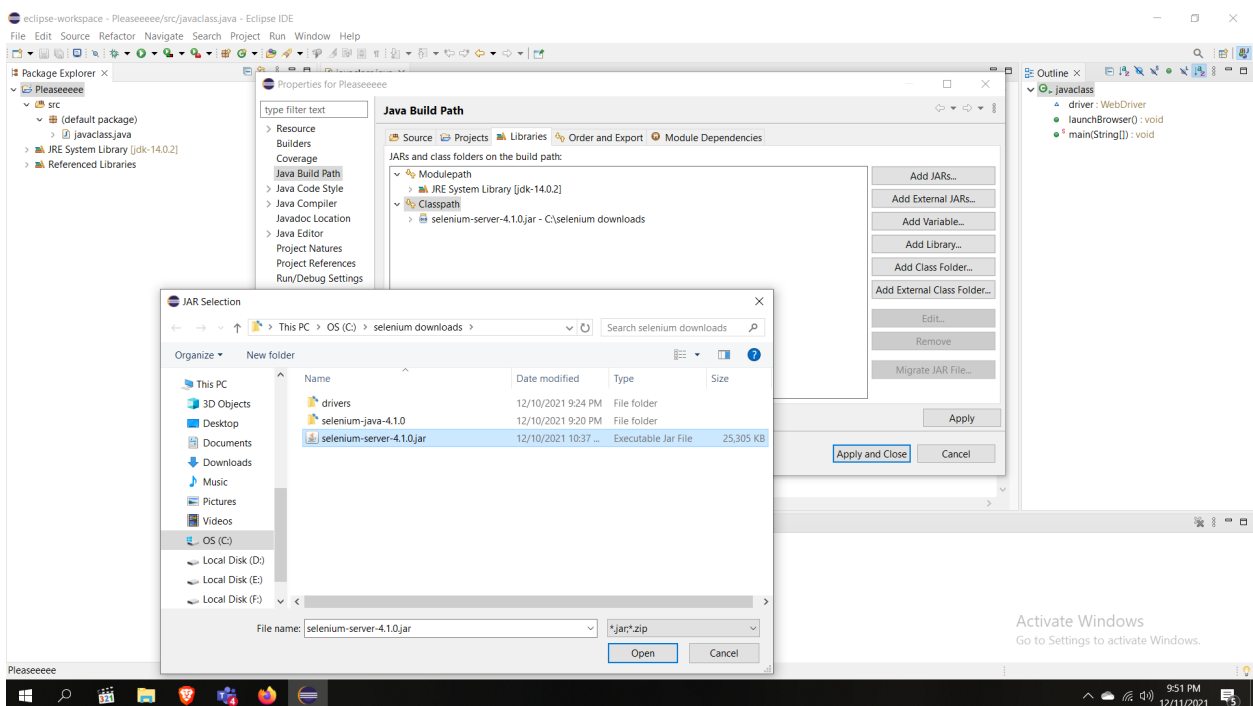 eclipse-workspace - Pleaseeeee/src/javaclass.java - Eclipse IDE
File Edit Source Refactor Navigate Search Project Run Window Help
Package Explorer
Pleaseeeee
src
(default package)
javaclass.java
JRE System Library [jdk-14.0.2]
Referenced Libraries
Properties for Pleaseeeee
type filter text
Resource
Builders
Coverage
Java Build Path
Java Code Style
Java Compiler
Javadoc Location
Java Editor
Project Natures
Project References
Run/Debug Settings
Java Build Path
Source Projects Libraries Order and Export Module Dependencies
JARs and class folders on the build path:
Modulepath
JRE System Library [jdk-14.0.2]
Classpath
selenium-server-4.1.0.jar - C:\selenium downloads
Add JARs...
Add External JARs...
Add Variable...
Add Library...
Add Class Folder...
Add External Class Folder...
Edit...
Remove
Migrate JAR File...
Apply
Apply and Close Cancel
Outline
javaclass
driver : WebDriver
launchBrowser() : void
main(String[]) : void
JAR Selection
This PC > OS (C:) > selenium downloads >
Search selenium downloads
Organize New folder
This PC
3D Objects
Desktop
Documents
Downloads
Music
Pictures
Videos
OS (C:)
Local Disk (D:)
Local Disk (E:)
Local Disk (F:)
Name Date modified Type Size
drivers 12/10/2021 9:24 PM File folder
selenium-java-4.1.0 12/10/2021 9:20 PM File folder
selenium-server-4.1.0.jar 12/10/2021 10:37 ... Executable Jar File 25,305 KB
File name: selenium-server-4.1.0.jar *.jar;*.zip
Open Cancel
Activate Windows
Go to Settings to activate Windows.
Pleaseeeee
321
4
9:51 PM
12/11/2021
5